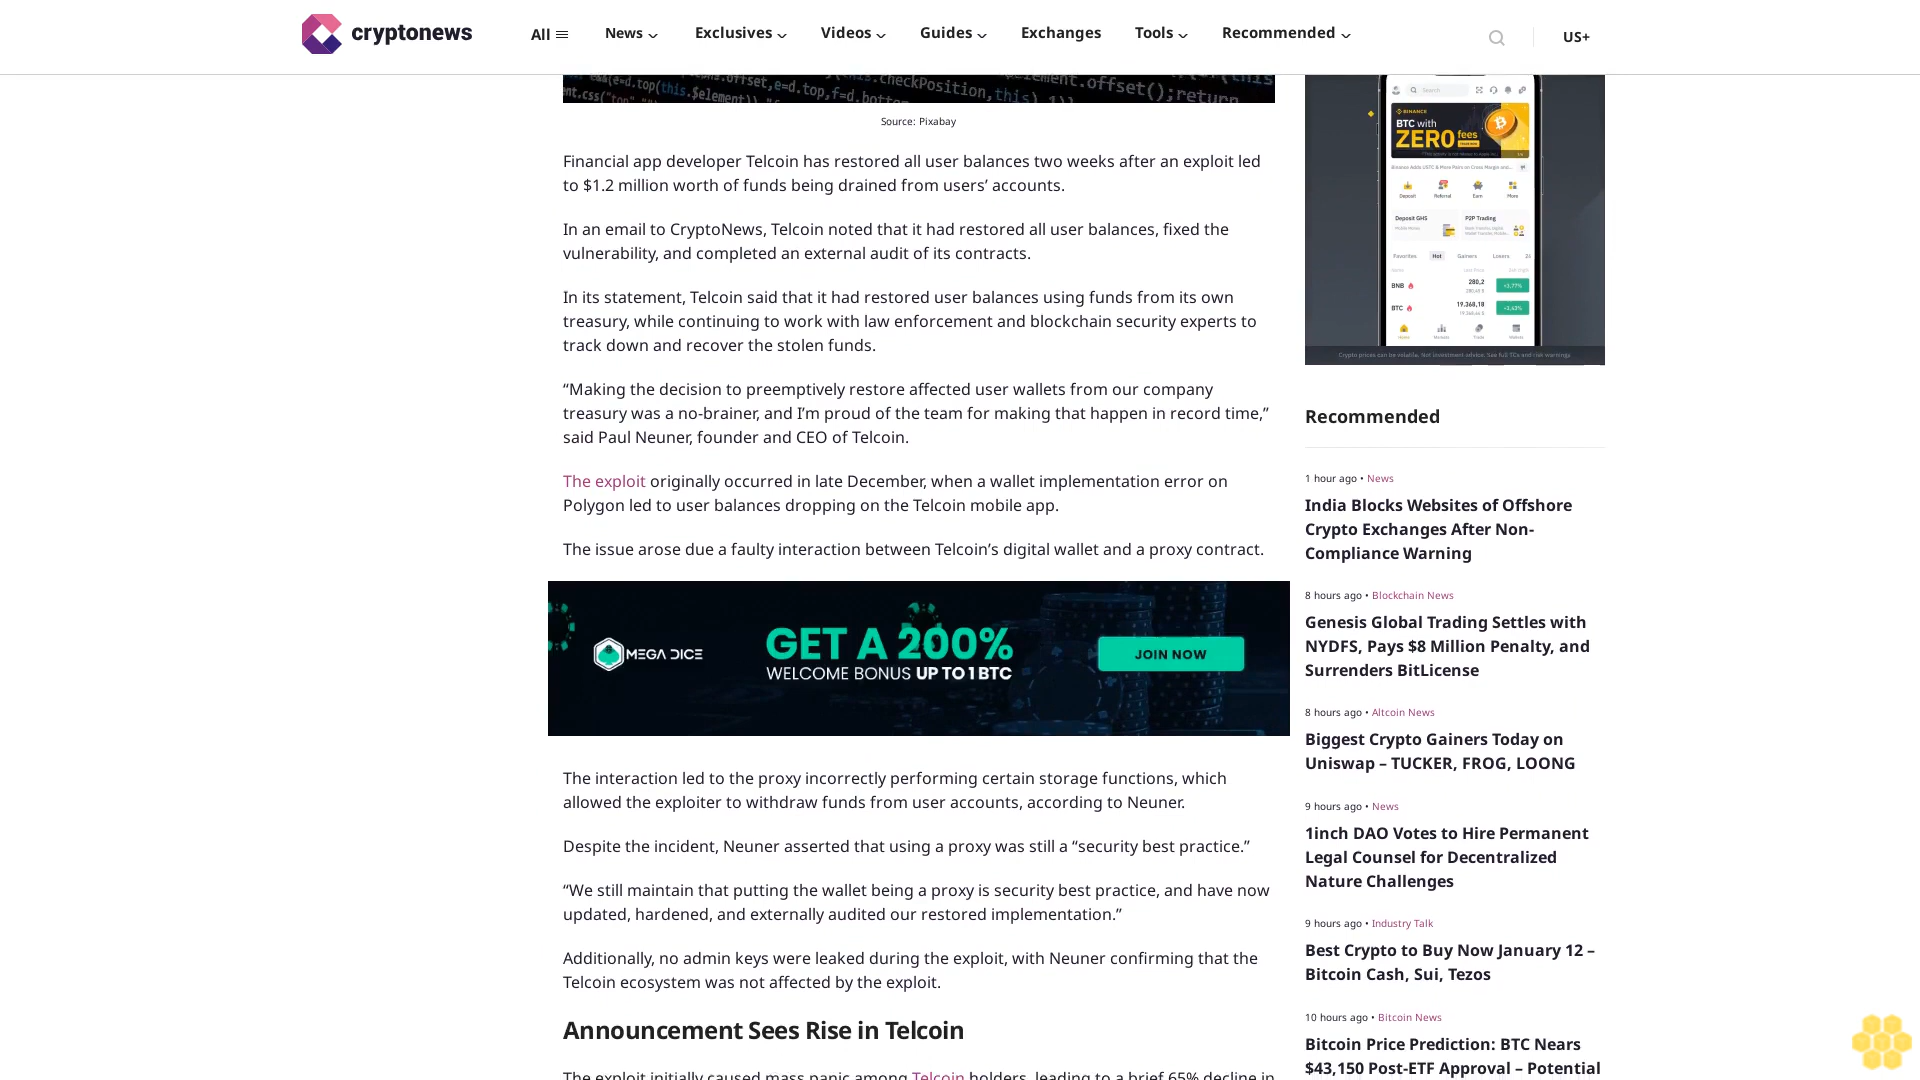 cryptonews
All
News
Exclusives
Videos
Guides
Exchanges
Tools
Recommended
US+
ent.css("top"
Source: Pixabay
Financial app developer Telcoin has restored all user balances two weeks after an exploit led
to $1.2 million worth of funds being drained from users’ accounts.
In an email to CryptoNews, Telcoin noted that it had restored all user balances, fixed the
vulnerability, and completed an external audit of its contracts.
In its statement, Telcoin said that it had restored user balances using funds from its own
treasury, while continuing to work with law enforcement and blockchain security experts to
track down and recover the stolen funds.
“Making the decision to preemptively restore affected user wallets from our company
treasury was a no-brainer, and I’m proud of the team for making that happen in record time,”
said Paul Neuner, founder and CEO of Telcoin.
The exploit originally occurred in late December, when a wallet implementation error on
Polygon led to user balances dropping on the Telcoin mobile app.
The issue arose due a faulty interaction between Telcoin’s digital wallet and a proxy contract.
MEGA DICE
GET A 200%
WELCOME BONUS UP TO 1 BTC
JOIN NOW
The interaction led to the proxy incorrectly performing certain storage functions, which
allowed the exploiter to withdraw funds from user accounts, according to Neuner.
Despite the incident, Neuner asserted that using a proxy was still a “security best practice.”
“We still maintain that putting the wallet being a proxy is security best practice, and have now
updated, hardened, and externally audited our restored implementation.”
Additionally, no admin keys were leaked during the exploit, with Neuner confirming that the
Telcoin ecosystem was not affected by the exploit.
Announcement Sees Rise in Telcoin
The exploit initially caused mass panic among Telcoin holders, leading to a brief 65% decline in
Search
BINANCE
BTC with
ZERO fees
Deposit
Referral
Earn
More
Deposit GHS
P2P Trading
Favorites
Hot
Gainers
Losers
24
BNB
280,2
+3,77%
BTC
19.368,18
+2,63%
Crypto prices can be volatile. Not investment advice. See full T&Cs and risk warnings
Recommended
1 hour ago • News
India Blocks Websites of Offshore
Crypto Exchanges After Non-
Compliance Warning
8 hours ago • Blockchain News
Genesis Global Trading Settles with
NYDFS, Pays $8 Million Penalty, and
Surrenders BitLicense
8 hours ago • Altcoin News
Biggest Crypto Gainers Today on
Uniswap – TUCKER, FROG, LOONG
9 hours ago • News
1inch DAO Votes to Hire Permanent
Legal Counsel for Decentralized
Nature Challenges
9 hours ago • Industry Talk
Best Crypto to Buy Now January 12 –
Bitcoin Cash, Sui, Tezos
10 hours ago • Bitcoin News
Bitcoin Price Prediction: BTC Nears
$43,150 Post-ETF Approval – Potential